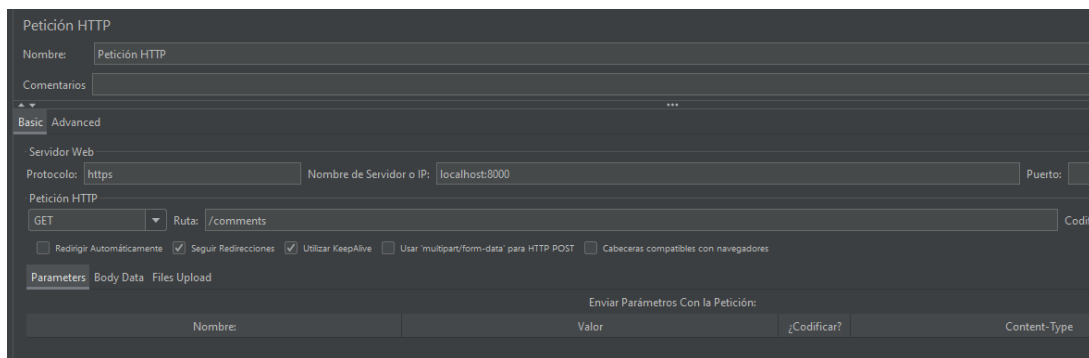 Petición HTTP
Nombre: Petición HTTP
Comentarios
Basic Advanced
Servidor Web
Protocolo: https Nombre de Servidor o IP: localhost:8000 Puerto:
Petición HTTP
GET Ruta: /comments Codif
Redirigir Automáticamente Seguir Redirecciones Utilizar KeepAlive Usar 'multipart/form-data' para HTTP POST Cabeceras compatibles con navegadores
Parameters Body Data Files Upload
Enviar Parámetros Con la Petición:
Nombre: Valor ¿Codificar? Content-Type